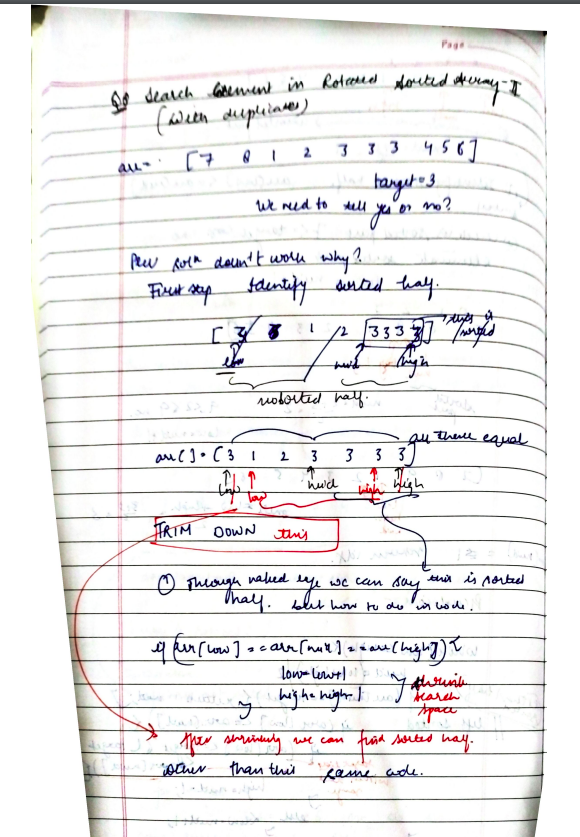 Page
Q8 Search Element in Rotated Sorted Array-II
(with duplicates)
arr = [7 8 1 2 3 3 3 4 5 6]
target = 3
We need to tell yes or no?
Prev soln doesn't work why?
First step Identify sorted half.
[ 3 1 2 3 3 3 3] this is sorted
low mid high
unsorted half.
all three equal
arr[] = [3 1 2 3 3 3 3]
low low mid high high
TRIM DOWN this
① Through naked eye we can say this is sorted
half. but how to do in code.
if (arr[low] == arr[mid] == arr[high]) {
low = low+1
high = high-1
} shrink
search
space
}
After shrinking we can find sorted half.
other than this same code.